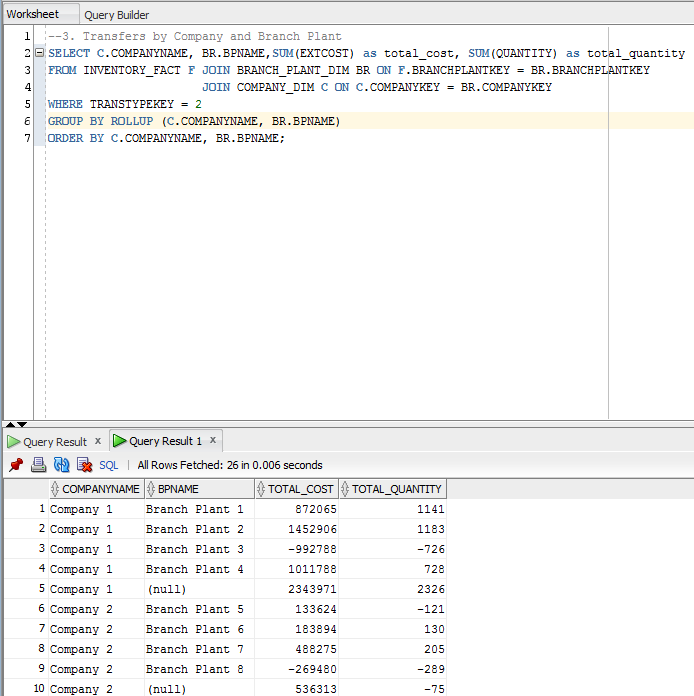 Worksheet Query Builder
1 --3. Transfers by Company and Branch Plant
2 SELECT C.COMPANYNAME, BR.BPNAME,SUM(EXTCOST) as total_cost, SUM(QUANTITY) as total_quantity
3 FROM INVENTORY_FACT F JOIN BRANCH_PLANT_DIM BR ON F.BRANCHPLANTKEY = BR.BRANCHPLANTKEY
4 JOIN COMPANY_DIM C ON C.COMPANYKEY = BR.COMPANYKEY
5 WHERE TRANSTYPEKEY = 2
6 GROUP BY ROLLUP (C.COMPANYNAME, BR.BPNAME)
7 ORDER BY C.COMPANYNAME, BR.BPNAME;
Query Result x Query Result 1 x
SQL | All Rows Fetched: 26 in 0.006 seconds
COMPANYNAME BPNAME TOTAL_COST TOTAL_QUANTITY
1 Company 1 Branch Plant 1 872065 1141
2 Company 1 Branch Plant 2 1452906 1183
3 Company 1 Branch Plant 3 -992788 -726
4 Company 1 Branch Plant 4 1011788 728
5 Company 1 (null) 2343971 2326
6 Company 2 Branch Plant 5 133624 -121
7 Company 2 Branch Plant 6 183894 130
8 Company 2 Branch Plant 7 488275 205
9 Company 2 Branch Plant 8 -269480 -289
10 Company 2 (null) 536313 -75